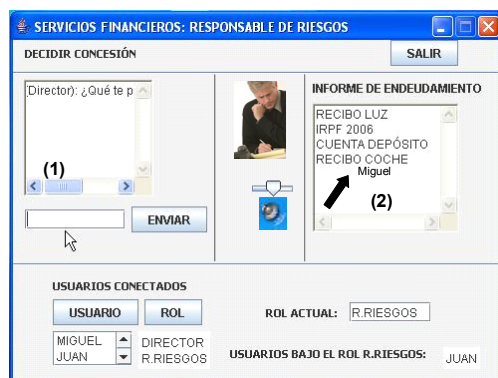 SERVICIOS FINANCIEROS: RESPONSABLE DE RIESGOS
DECIDIR CONCESIÓN
SALIR
Director): ¿Qué te p
(1)
ENVIAR
INFORME DE ENDEUDAMIENTO
RECIBO LUZ
IRPF 2006
CUENTA DEPÓSITO
RECIBO COCHE
Miguel
(2)
USUARIOS CONECTADOS
USUARIO ROL
MIGUEL DIRECTOR
JUAN R.RIESGOS
ROL ACTUAL: R.RIESGOS
USUARIOS BAJO EL ROL R.RIESGOS: JUAN